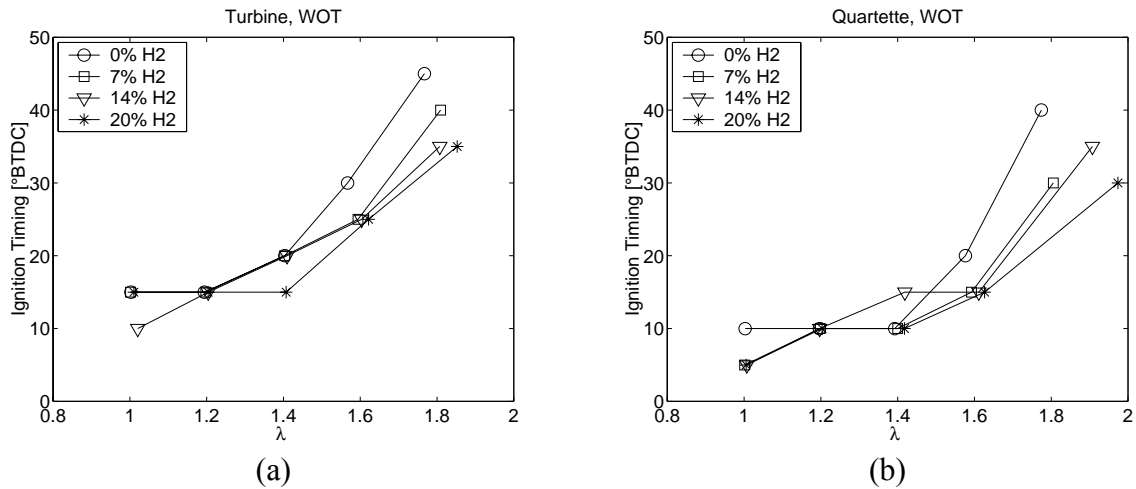 Turbine, WOT
50
40
30
20
10
0
Ignition Timing [°BTDC]
0% H2
7% H2
14% H2
20% H2
0.8
1
1.2
1.4
1.6
1.8
2
λ
(a)
Quartette, WOT
50
40
30
20
10
0
Ignition Timing [°BTDC]
0% H2
7% H2
14% H2
20% H2
0.8
1
1.2
1.4
1.6
1.8
2
λ
(b)